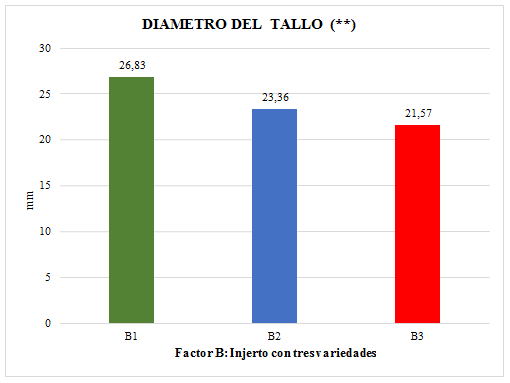 DIAMETRO DEL TALLO (**)
30
25
20
15
10
5
0
mm
26,83
23,36
21,57
B1
B2
B3
Factor B: Injerto con tres variedades